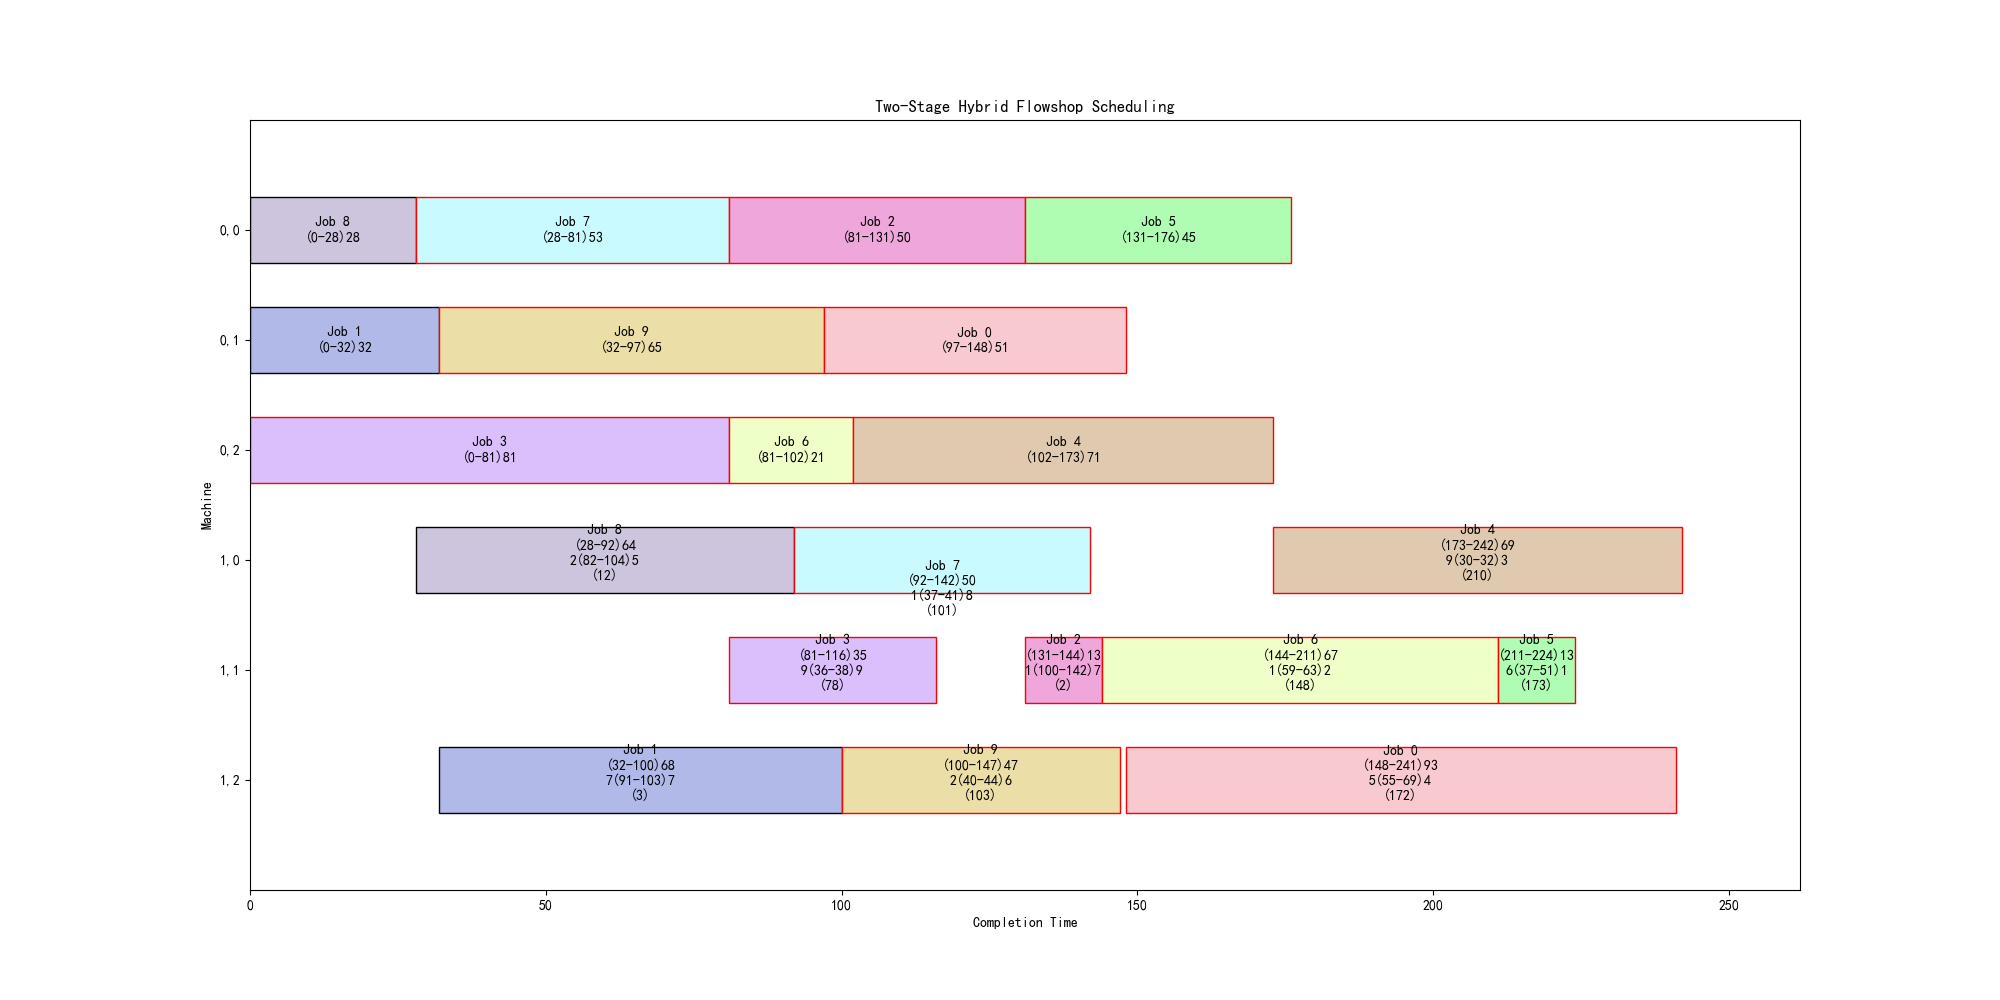 Two-Stage Hybrid Flowshop Scheduling
Machine
0,0
Job 8
(0-28)28
Job 7
(28-81)53
Job 2
(81-131)50
Job 5
(131-176)45
0,1
Job 1
(0-32)32
Job 9
(32-97)65
Job 0
(97-148)51
0,2
Job 3
(0-81)81
Job 6
(81-102)21
Job 4
(102-173)71
1,0
Job 8
(28-92)64
2(82-104)5
(12)
Job 7
(92-142)50
1(37-41)8
(101)
Job 4
(173-242)69
9(30-32)3
(210)
1,1
Job 3
(81-116)35
9(36-38)9
(78)
Job 2
(131-144)13
1(100-142)7
(2)
Job 6
(144-211)67
1(59-63)2
(148)
Job 5
(211-224)13
6(37-51)1
(173)
1,2
Job 1
(32-100)68
7(91-103)7
(3)
Job 9
(100-147)47
2(40-44)6
(103)
Job 0
(148-241)93
5(55-69)4
(172)
0 50 100 150 200 250
Completion Time